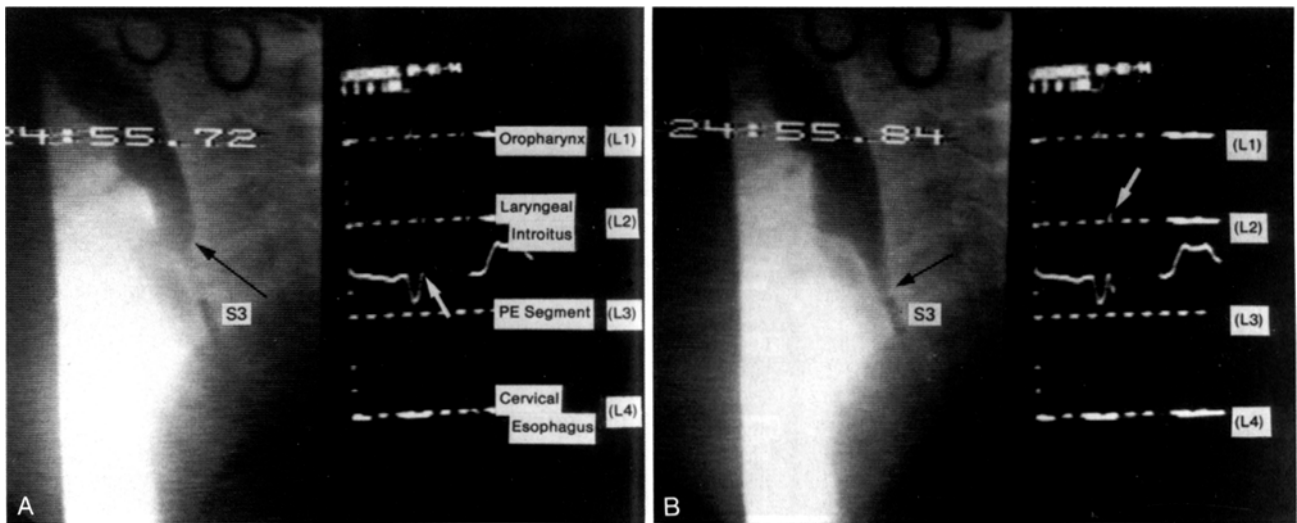 24:55.72
Oropharynx (L1)
Laryngeal
Introitus (L2)
S3
PE Segment (L3)
Cervical
Esophagus (L4)
A
24:55.84
(L1)
(L2)
S3
(L3)
(L4)
B